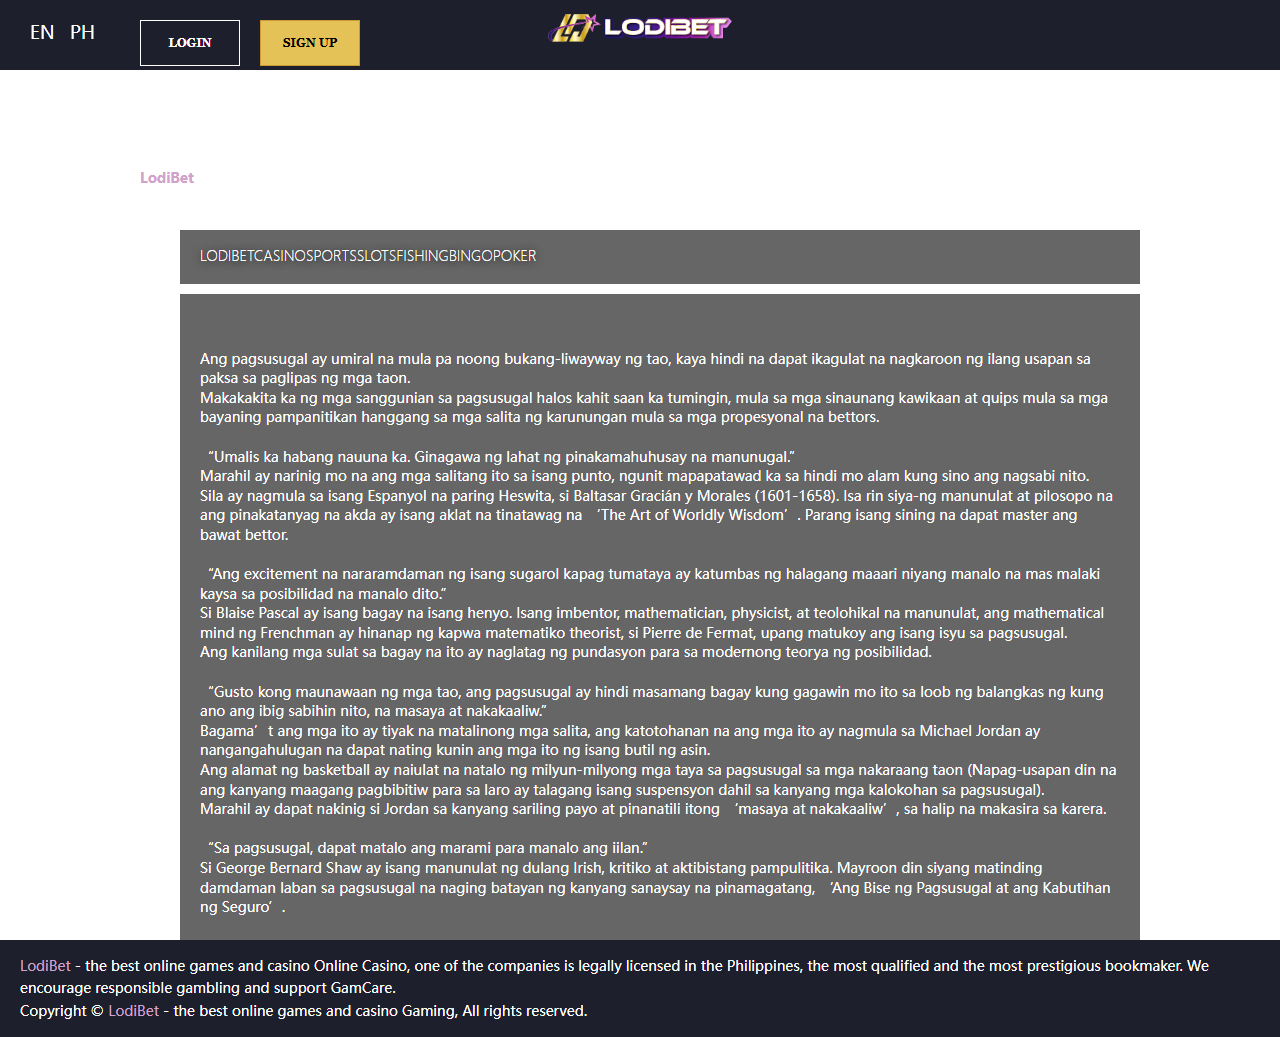 EN PH
LOGIN
SIGN UP
LODIBET
LodiBet
LODIBETCASINOSPORTSSLOTSFISHINGBINGOPOKER
Ang pagsusugal ay umiral na mula pa noong bukang-liwayway ng tao, kaya hindi na dapat ikagulat na nagkaroon ng ilang usapan sa
paksa sa paglipas ng mga taon.
Makakakita ka ng mga sanggunian sa pagsusugal halos kahit saan ka tumingin, mula sa mga sinaunang kawikaan at quips mula sa mga
bayaning pampanitikan hanggang sa mga salita ng karunungan mula sa mga propesyonal na bettors.
“Umalis ka habang nauuna ka. Ginagawa ng lahat ng pinakamahuhusay na manunugal.”
Marahil ay narinig mo na ang mga salitang ito sa isang punto, ngunit mapapatawad ka sa hindi mo alam kung sino ang nagsabi nito.
Sila ay nagmula sa isang Espanyol na paring Heswita, si Baltasar Gracián y Morales (1601-1658). Isa rin siya-ng manunulat at pilosopo na
ang pinakatanyag na akda ay isang aklat na tinatawag na ‘The Art of Worldly Wisdom’. Parang isang sining na dapat master ang
bawat bettor.
“Ang excitement na nararamdaman ng isang sugarol kapag tumataya ay katumbas ng halagang maaari niyang manalo na mas malaki
kaysa sa posibilidad na manalo dito.”
Si Blaise Pascal ay isang bagay na isang henyo. Isang imbentor, mathematician, physicist, at teolohikal na manunulat, ang mathematical
mind ng Frenchman ay hinanap ng kapwa matematiko theorist, si Pierre de Fermat, upang matukoy ang isang isyu sa pagsusugal.
Ang kanilang mga sulat sa bagay na ito ay naglatag ng pundasyon para sa modernong teorya ng posibilidad.
“Gusto kong maunawaan ng mga tao, ang pagsusugal ay hindi masamang bagay kung gagawin mo ito sa loob ng balangkas ng kung
ano ang ibig sabihin nito, na masaya at nakakaaliw.”
Bagama’t ang mga ito ay tiyak na matalinong mga salita, ang katotohanan na ang mga ito ay nagmula sa Michael Jordan ay
nangangahulugan na dapat nating kunin ang mga ito ng isang butil ng asin.
Ang alamat ng basketball ay naiulat na natalo ng milyun-milyong mga taya sa pagsusugal sa mga nakaraang taon (Napag-usapan din na
ang kanyang maagang pagbibitiw para sa laro ay talagang isang suspensyon dahil sa kanyang mga kalokohan sa pagsusugal).
Marahil ay dapat nakinig si Jordan sa kanyang sariling payo at pinanatili itong ‘masaya at nakakaaliw’, sa halip na makasira sa karera.
“Sa pagsusugal, dapat matalo ang marami para manalo ang iilan.”
Si George Bernard Shaw ay isang manunulat ng dulang Irish, kritiko at aktibistang pampulitika. Mayroon din siyang matinding
damdaman laban sa pagsusugal na naging batayan ng kanyang sanaysay na pinamagatang, ‘Ang Bise ng Pagsusugal at ang Kabutihan
ng Seguro’.
LodiBet - the best online games and casino Online Casino, one of the companies is legally licensed in the Philippines, the most qualified and the most prestigious bookmaker. We
encourage responsible gambling and support GamCare.
Copyright © LodiBet - the best online games and casino Gaming, All rights reserved.